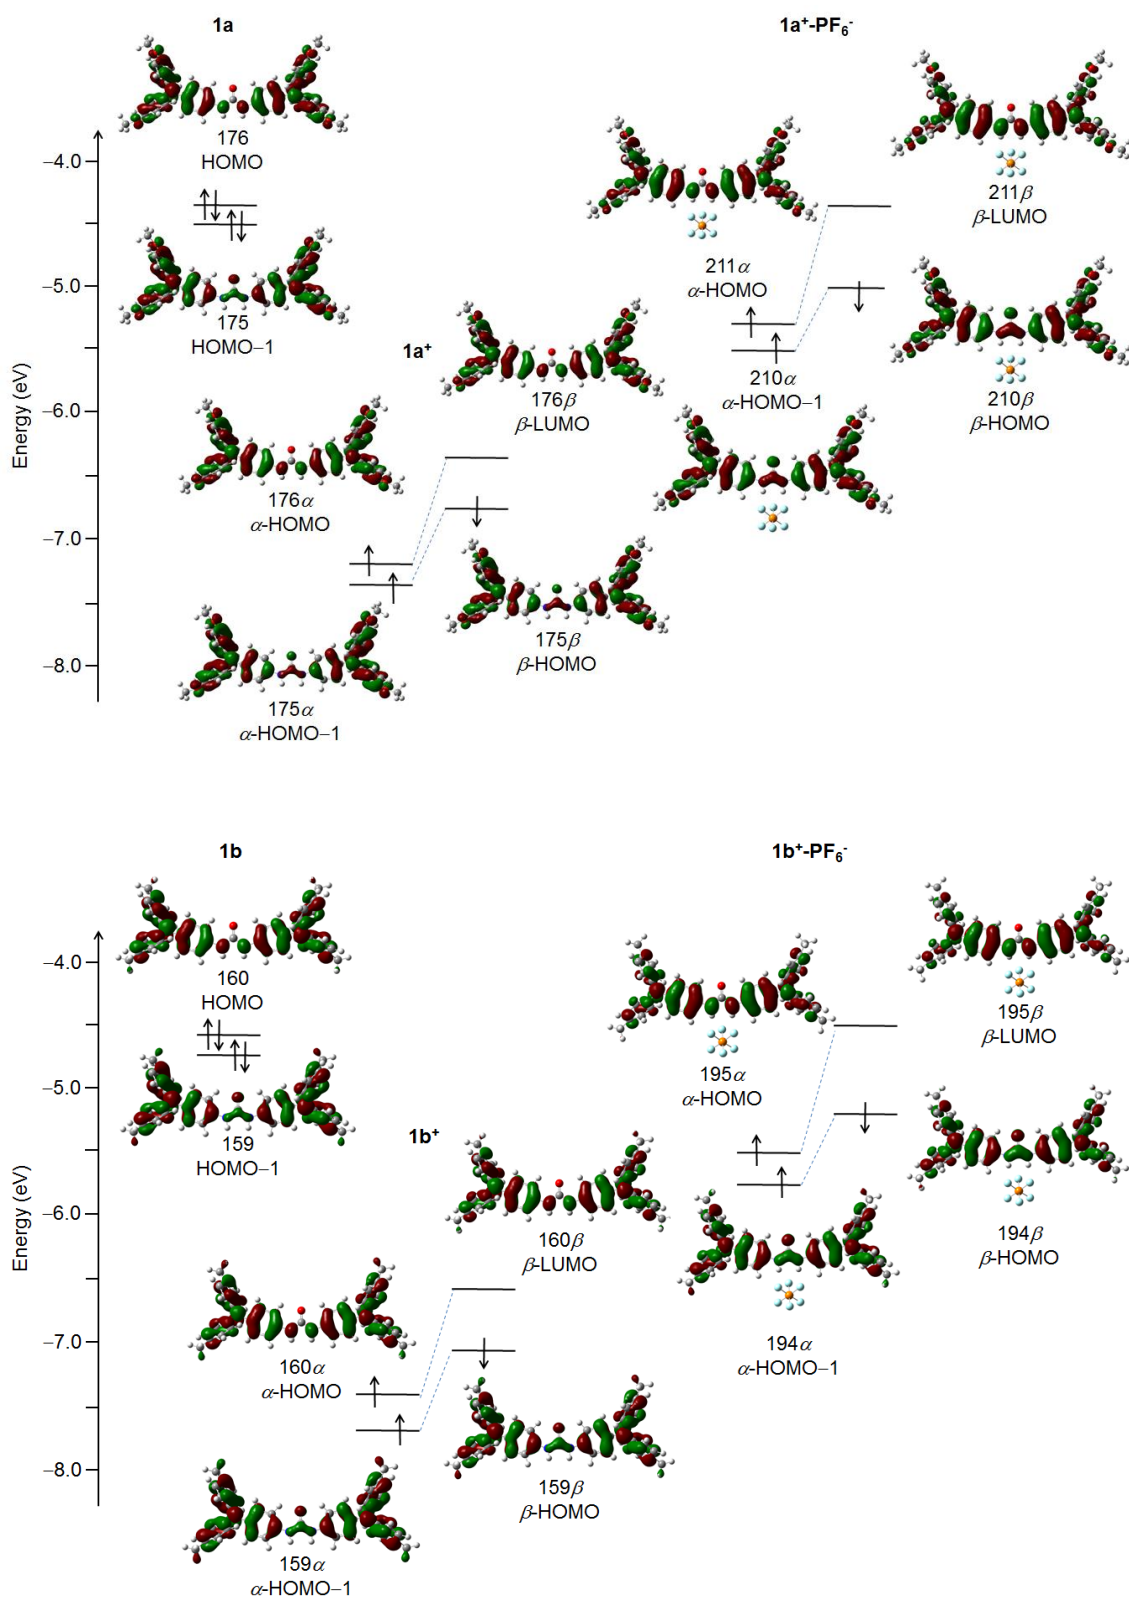 1a
1a⁺-PF₆⁻
176
HOMO
−4.0
211β
β-LUMO
211α
α-HOMO
−5.0
175
HOMO−1
1a⁺
210α
α-HOMO−1
210β
β-HOMO
Energy (eV)
−6.0
176β
β-LUMO
176α
α-HOMO
−7.0
175β
β-HOMO
−8.0
175α
α-HOMO−1
1b
1b⁺-PF₆⁻
−4.0
160
HOMO
195β
β-LUMO
195α
α-HOMO
−5.0
159
HOMO−1
1b⁺
Energy (eV)
−6.0
160β
β-LUMO
194β
β-HOMO
−7.0
194α
α-HOMO−1
160α
α-HOMO
−8.0
159β
β-HOMO
159α
α-HOMO−1